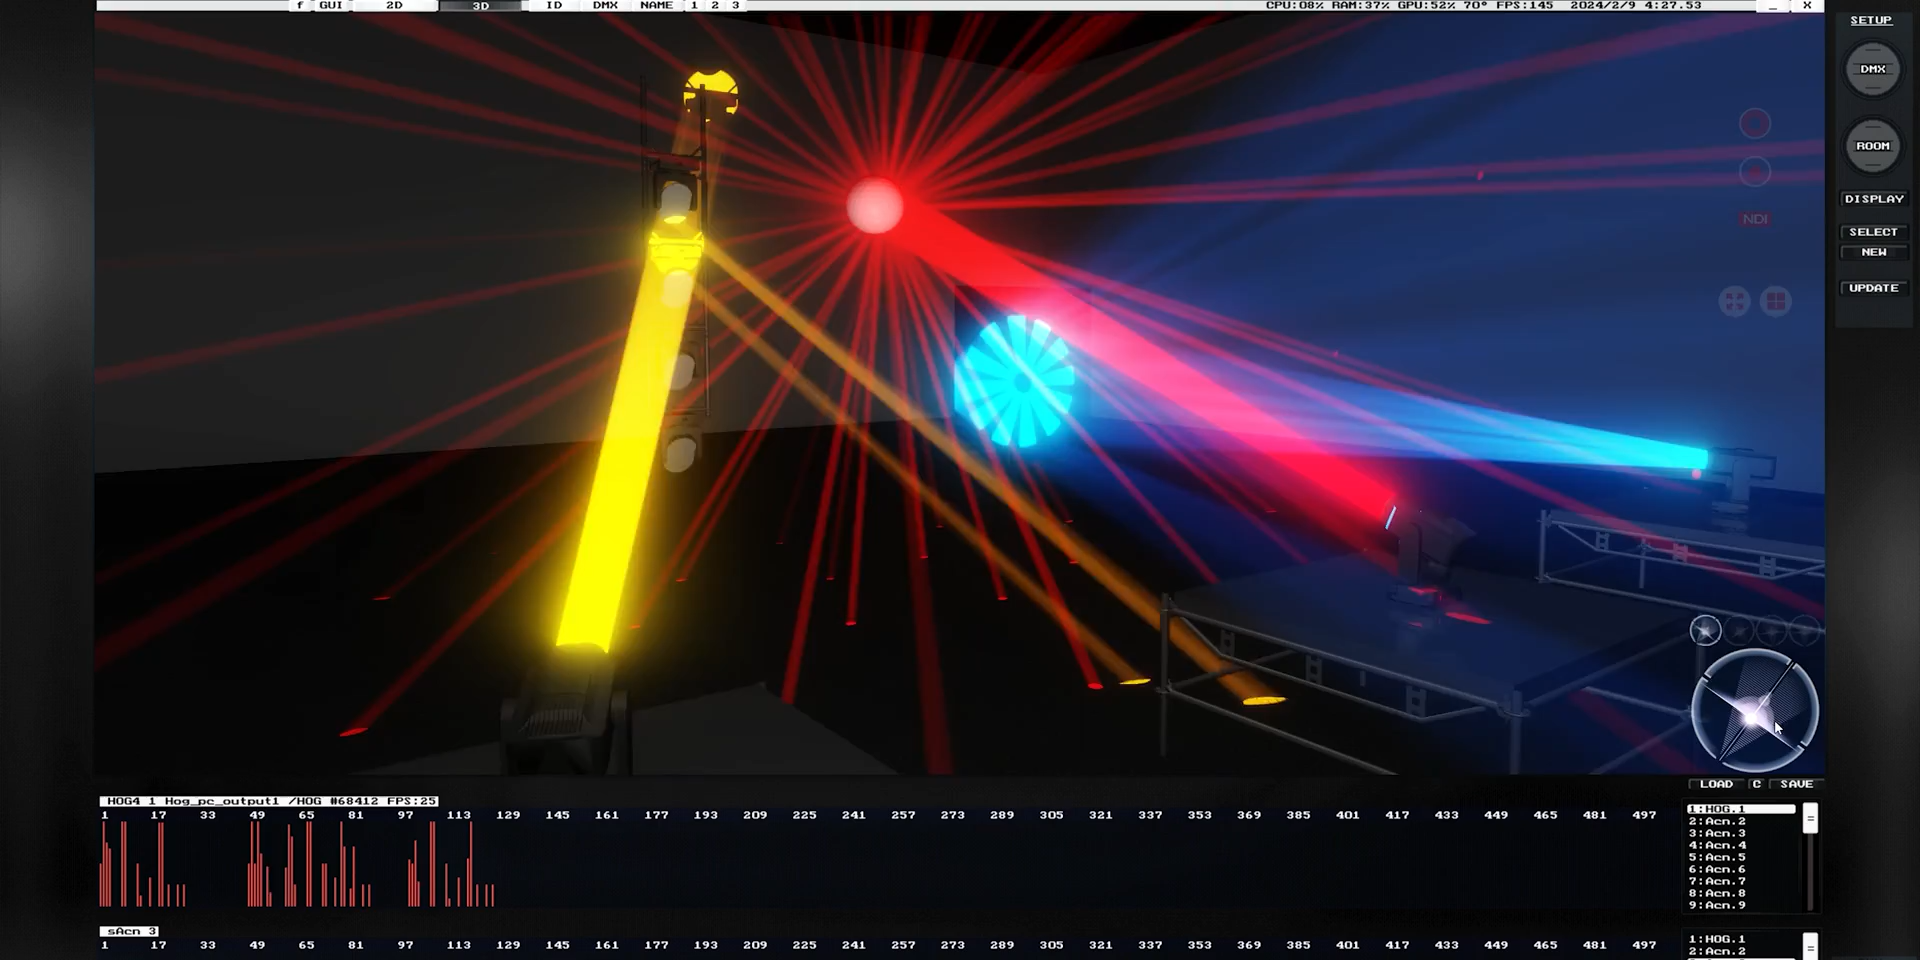 f GUI 2D 3D ID DMX NAME 1 2 3 CPU:08% RAM:37% GPU:52% 70° FPS:145 2024/2/9 4:27.53 _ X
SETUP
DMX
ROOM
DISPLAY
SELECT
NEW
UPDATE
NDI
LOAD C SAVE
HOG4 1 Hog_pc_output1 /HOG #68412 FPS:25
1 17 33 49 65 81 97 113 129 145 161 177 193 209 225 241 257 273 289 305 321 337 353 369 385 401 417 433 449 465 481 497
1:HOG.1
2:Acn.2
3:Acn.3
4:Acn.4
5:Acn.5
6:Acn.6
7:Acn.7
8:Acn.8
9:Acn.9
sAcn 3
1 17 33 49 65 81 97 113 129 145 161 177 193 209 225 241 257 273 289 305 321 337 353 369 385 401 417 433 449 465 481 497
1:HOG.1
2:Acn.2